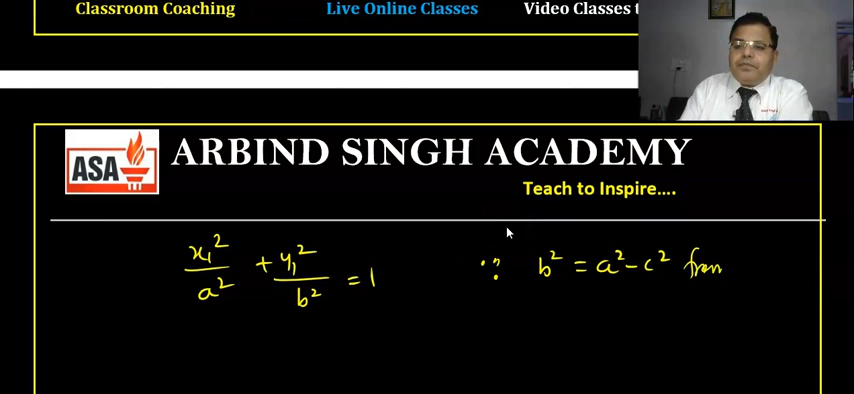 Classroom Coaching Live Online Classes Video Classes t
ASA
ARBIND SINGH ACADEMY
Teach to Inspire....
x₁²/a² + y₁²/b² = 1 ∵ b² = a² - c² from